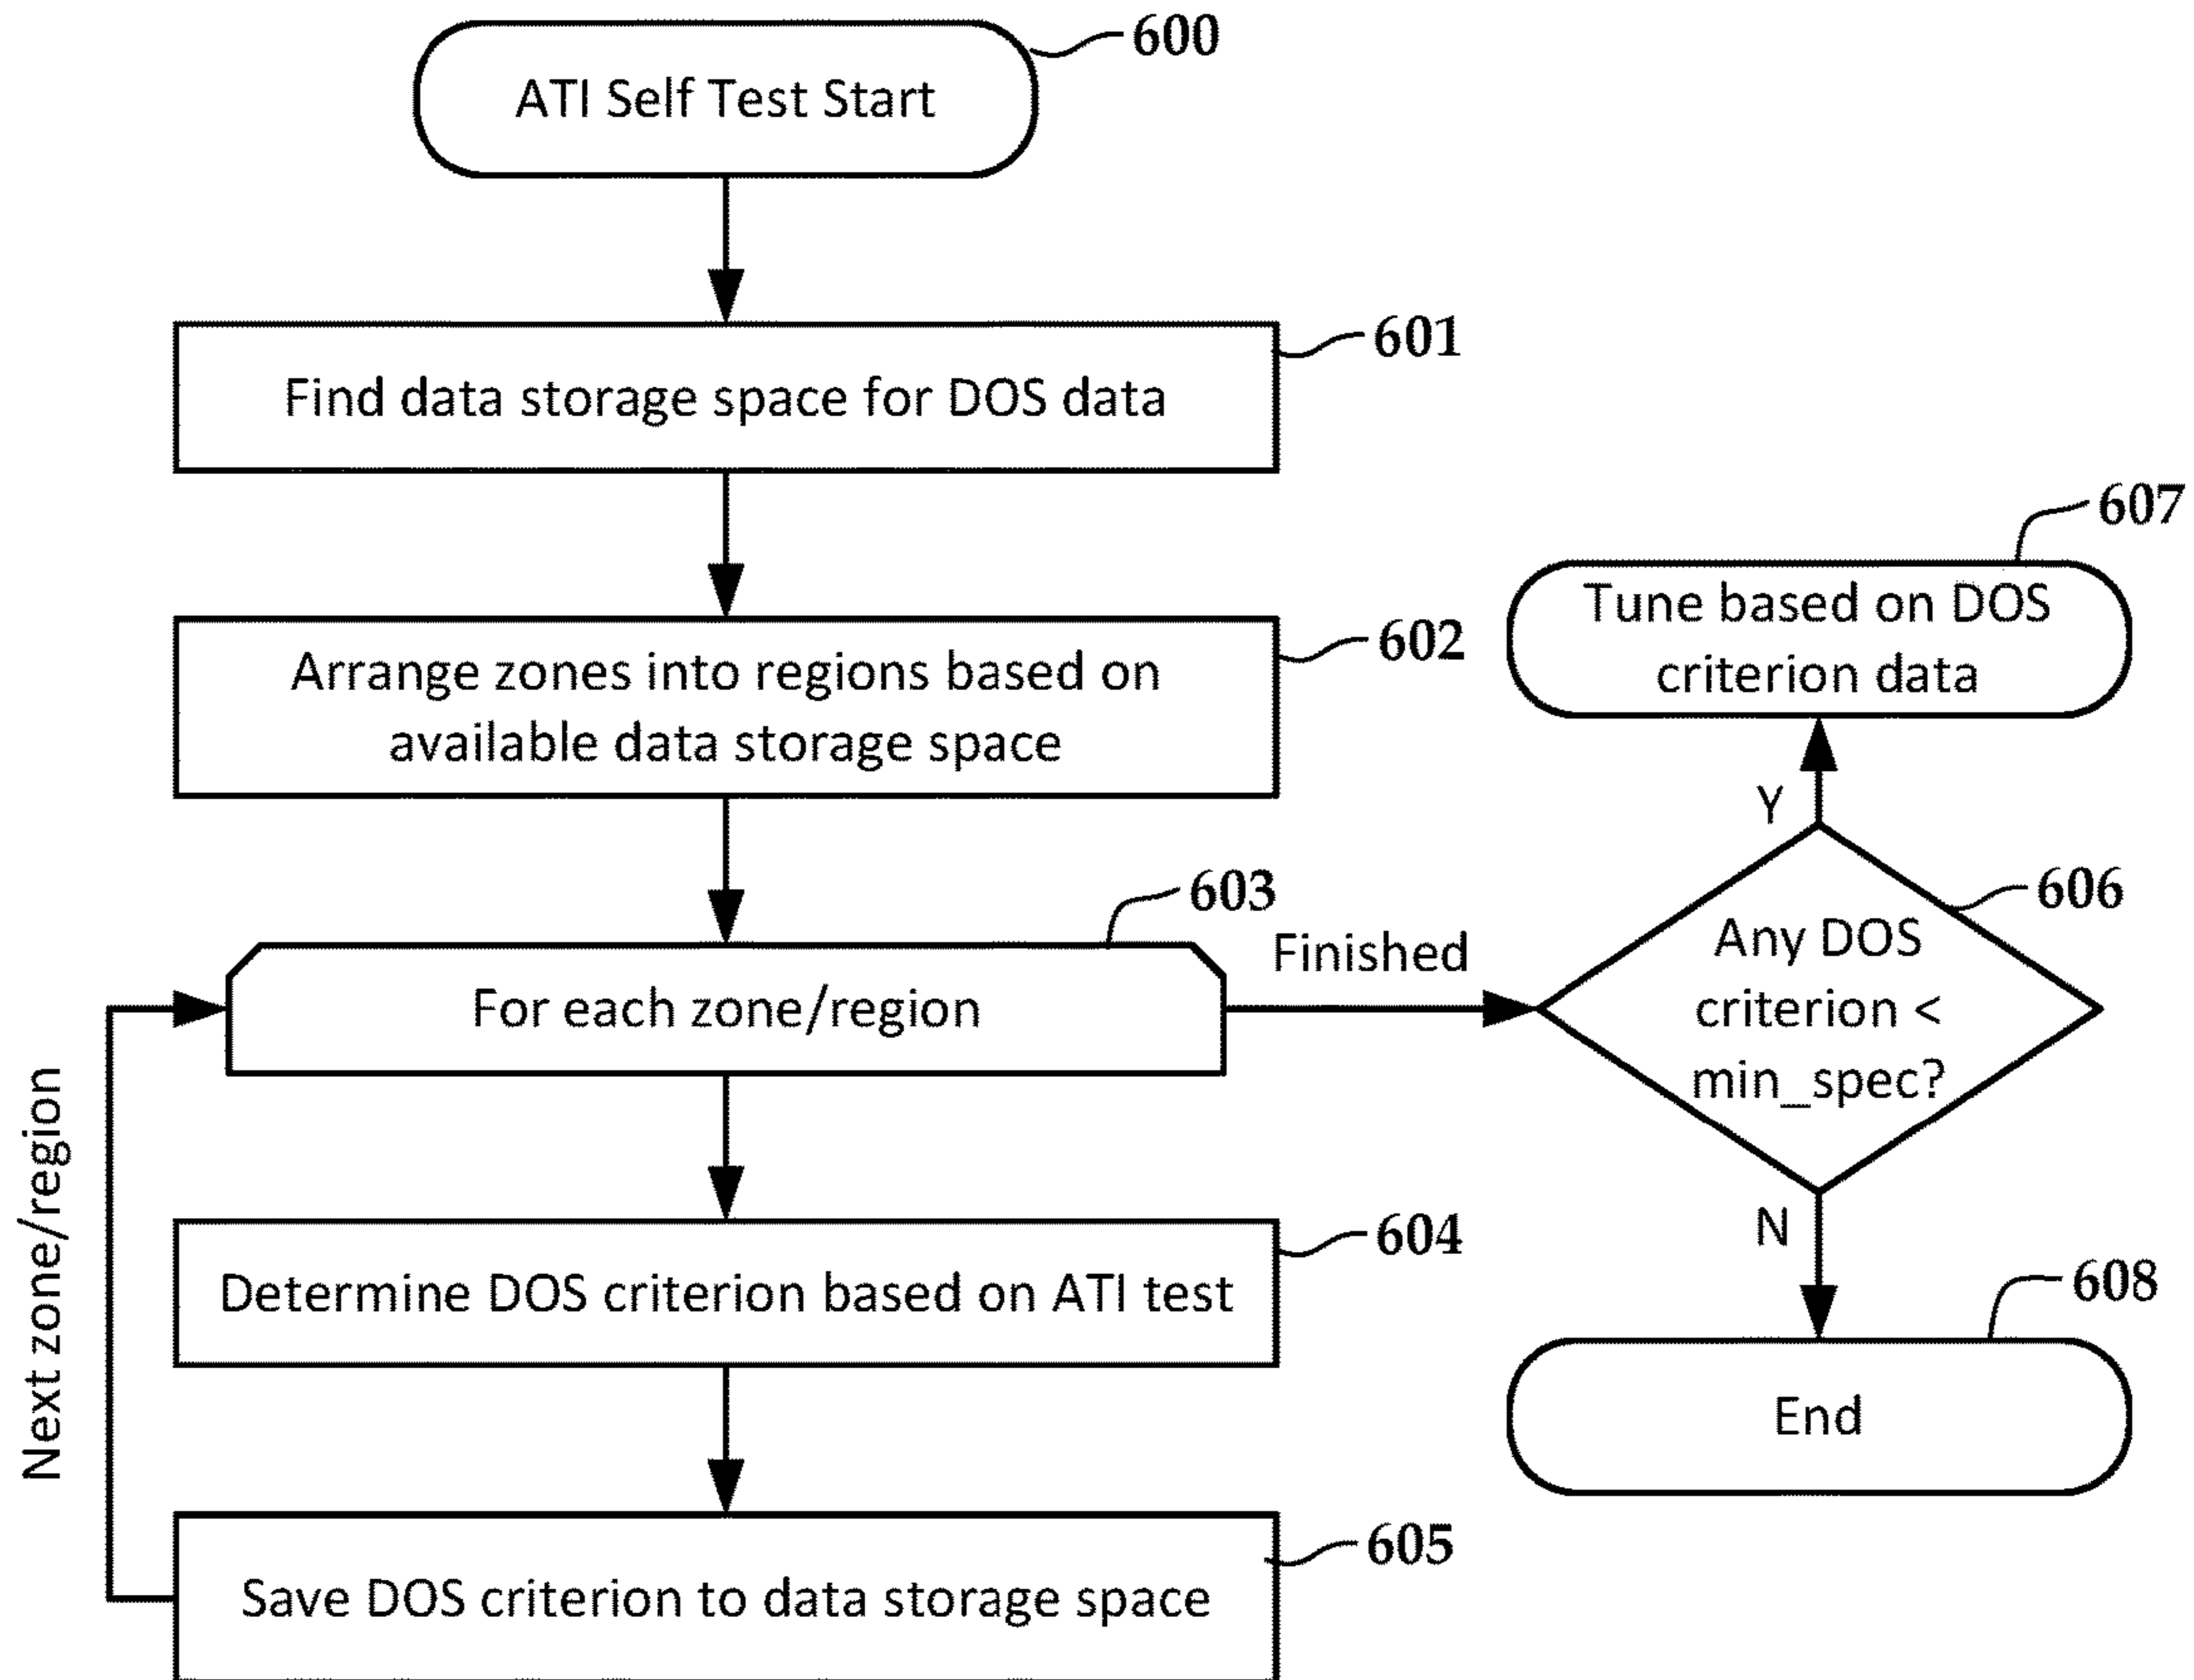 600
ATI Self Test Start
601
Find data storage space for DOS data
602
Arrange zones into regions based on
available data storage space
603
For each zone/region
Finished
604
Determine DOS criterion based on ATI test
605
Save DOS criterion to data storage space
Next zone/region
606
Any DOS
criterion <
min_spec?
Y
607
Tune based on DOS
criterion data
N
608
End